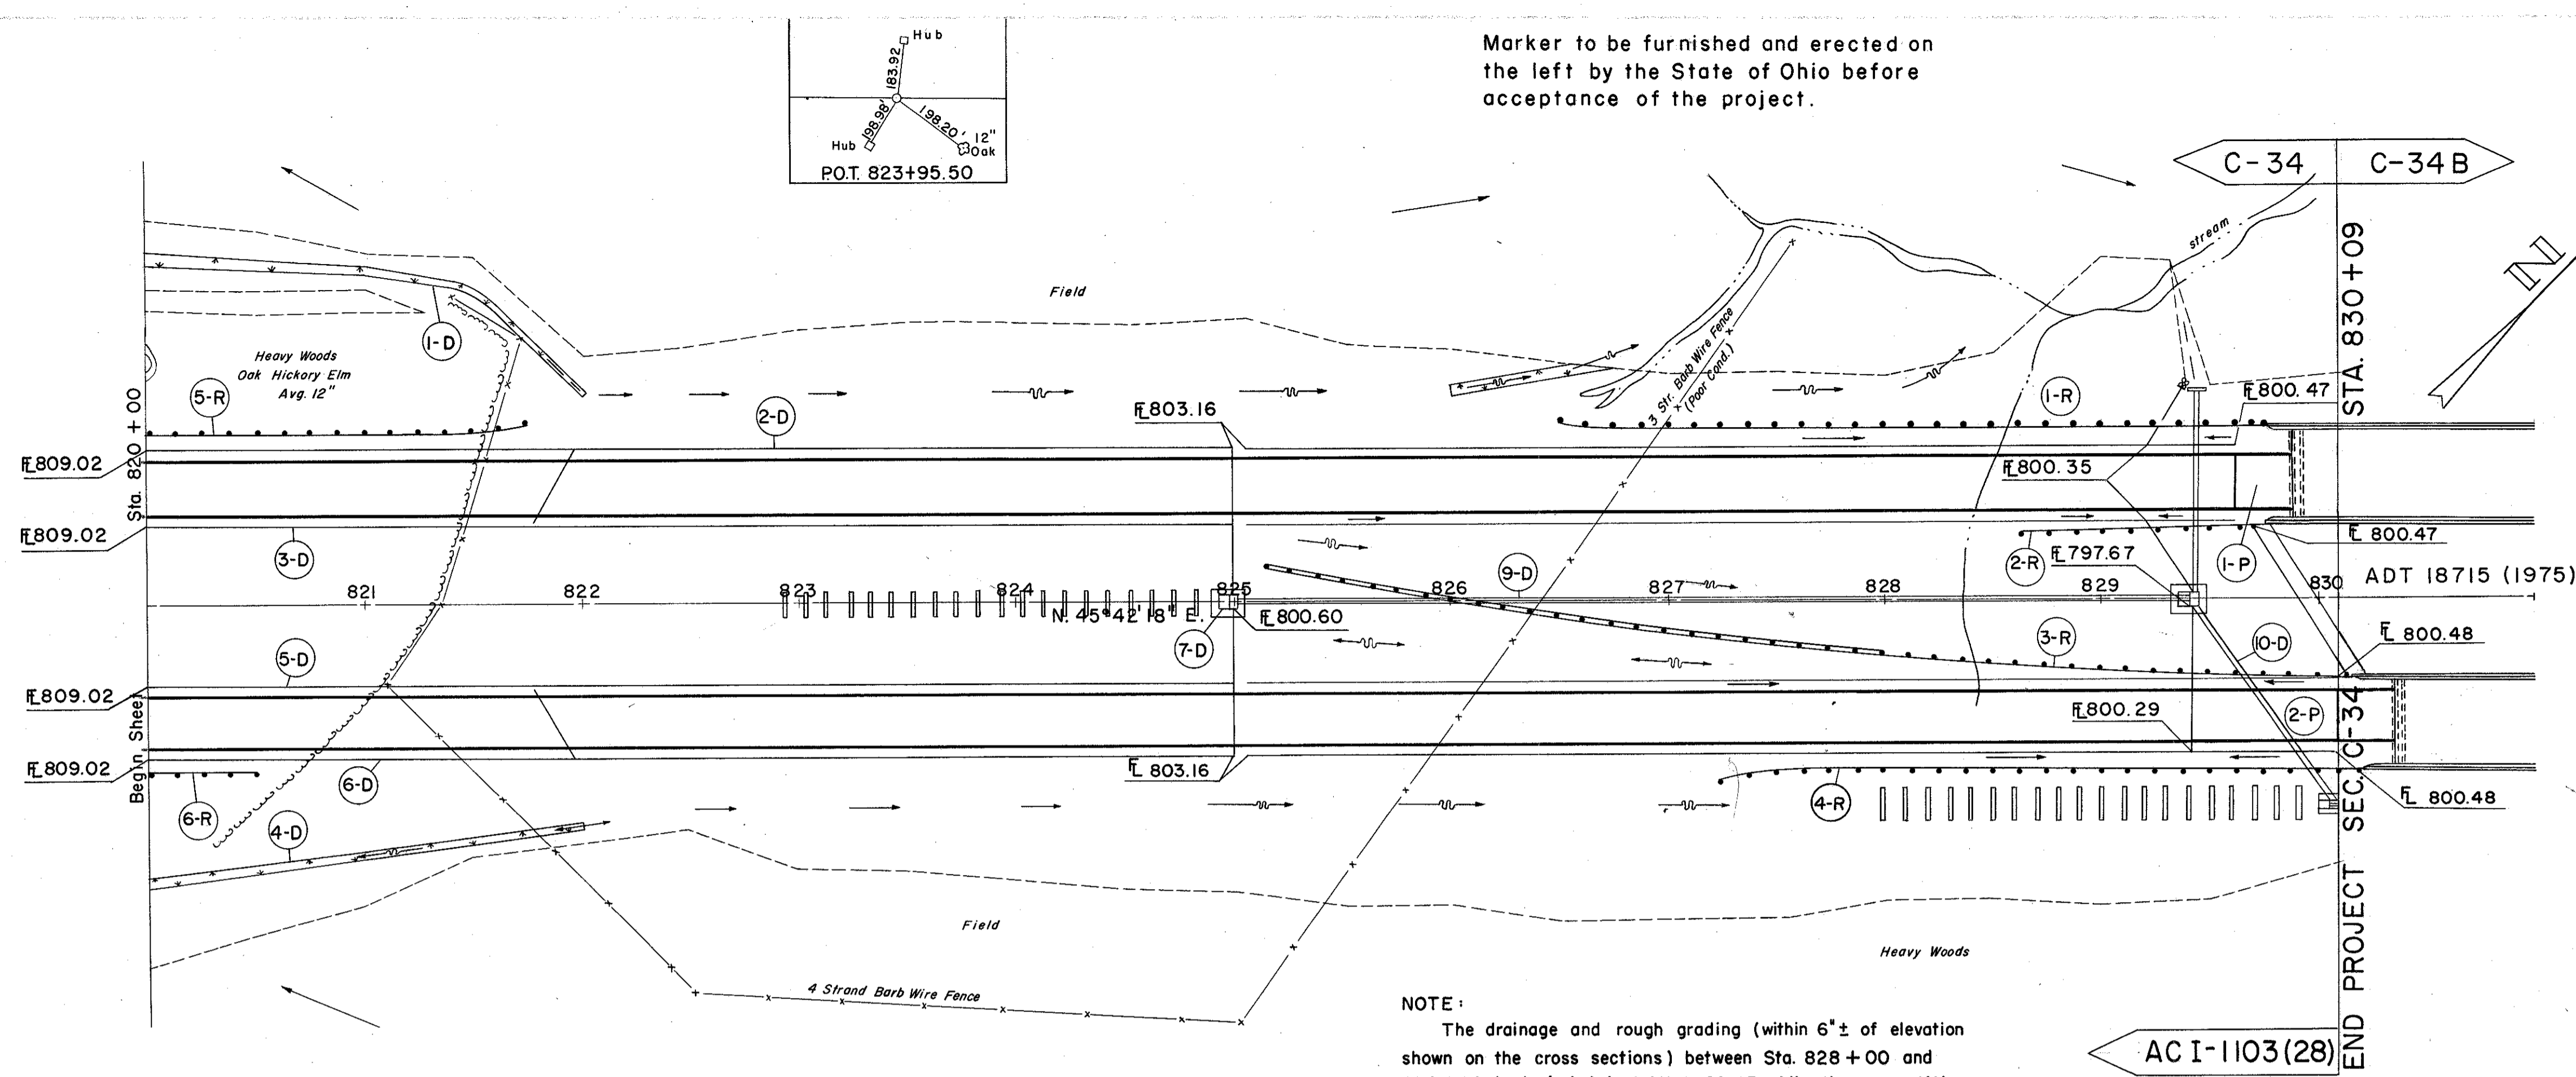 Hub
183.92
198.98'
198.20'
12"
Oak
Hub
P.O.T. 823+95.50
Marker to be furnished and erected on
the left by the State of Ohio before
acceptance of the project.
C-34
C-34B
stream
STA. 830+09
N
Field
1-D
Heavy Woods
Oak Hickory Elm
Avg. 12"
5-R
2-D
FL 803.16
3 Str. Barb Wire Fence
(Poor Cond.)
1-R
FL 800.47
FL 809.02
Sta. 820+00
FL 800.35
FL 809.02
3-D
2-R
FL 797.67
1-P
FL 800.47
821
822
823
824
825
826
9-D
827
828
829
830
ADT 18715 (1975)
N. 45°42'18" E.
FL 800.60
7-D
5-D
3-R
10-D
FL 800.48
FL 809.02
Begin Sheet
FL 800.29
2-P
FL 809.02
6-D
FL 803.16
6-R
4-D
4-R
FL 800.48
END PROJECT SEC. C-34
Field
Heavy Woods
4 Strand Barb Wire Fence
NOTE:
The drainage and rough grading (within 6"± of elevation
shown on the cross sections) between Sta. 828+00 and
AC I-1103(28)